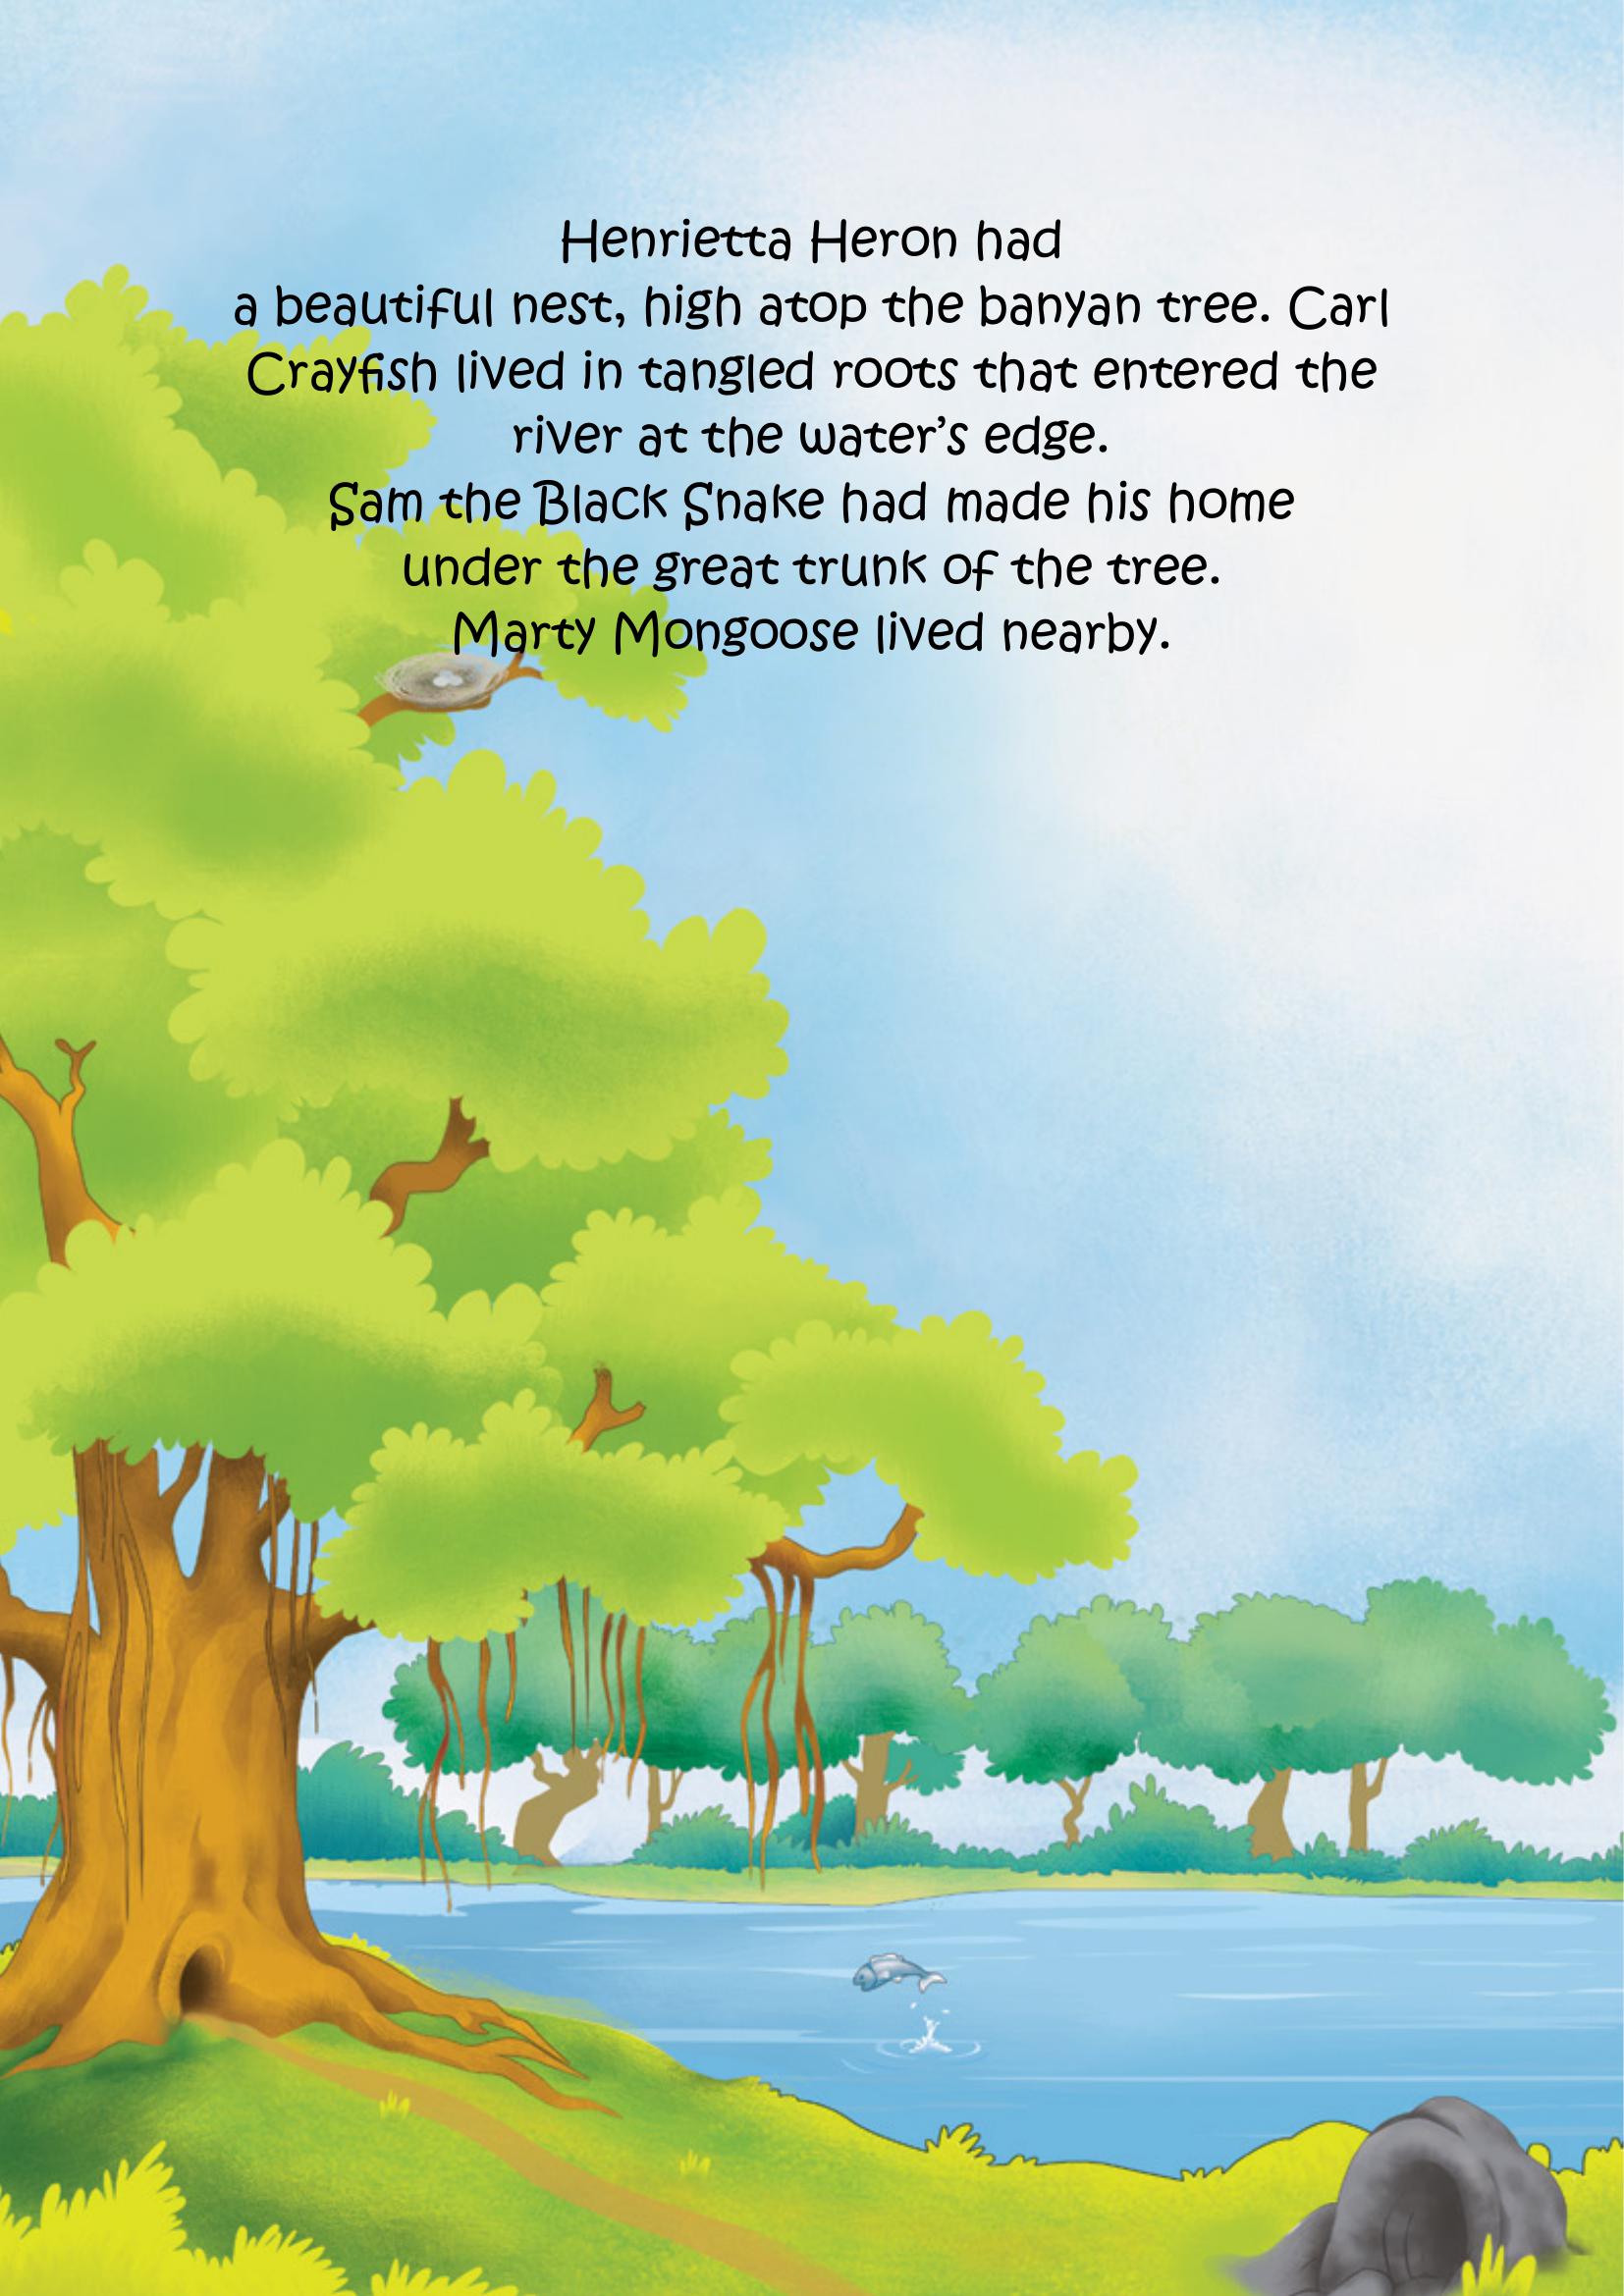 Henrietta Heron had
a beautiful nest, high atop the banyan tree. Carl
Crayfish lived in tangled roots that entered the
river at the water’s edge.
Sam the Black Snake had made his home
under the great trunk of the tree.
Marty Mongoose lived nearby.